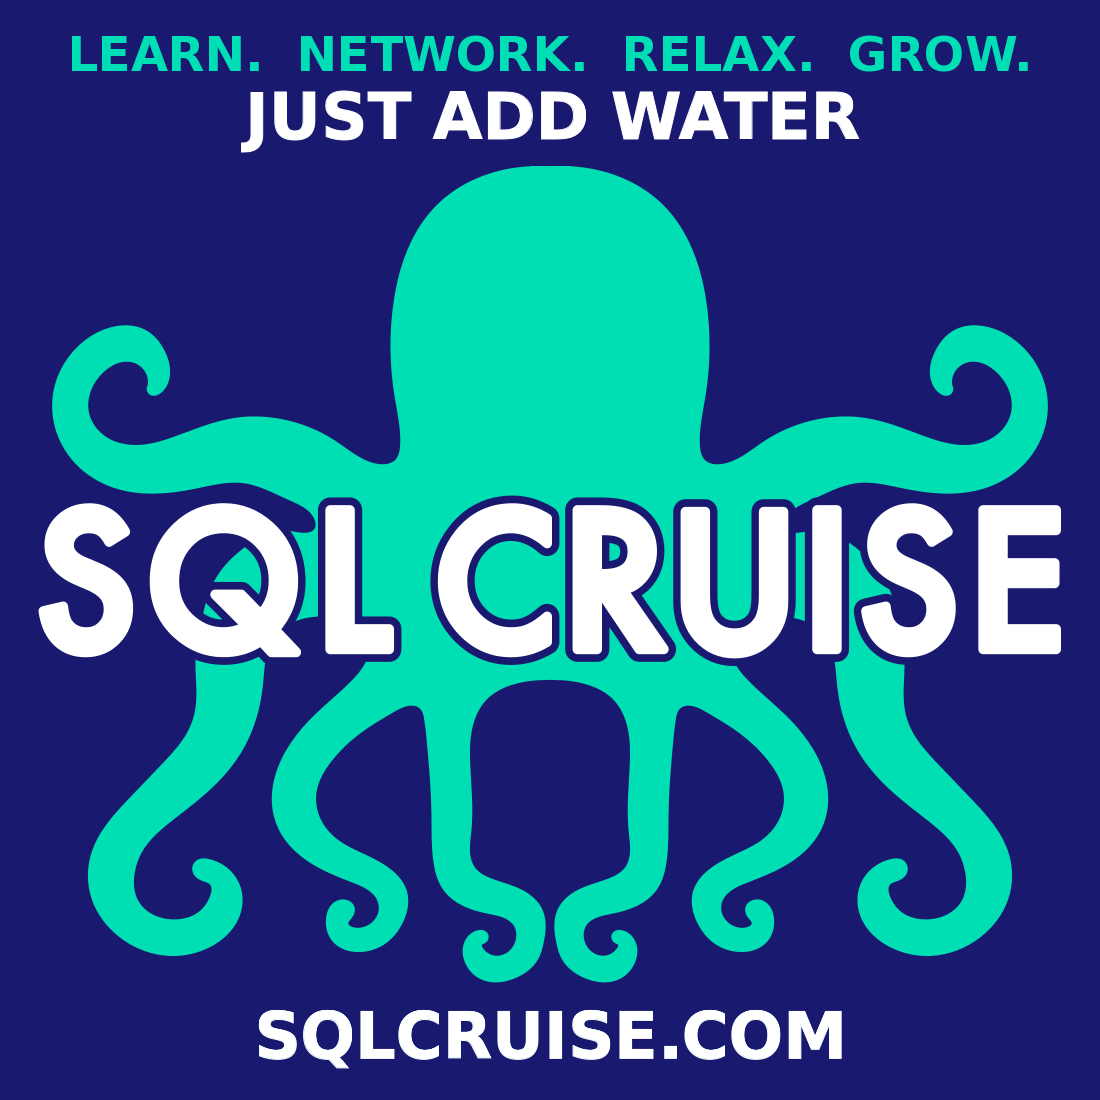 LEARN. NETWORK. RELAX. GROW.
JUST ADD WATER
SQL CRUISE
SQLCRUISE.COM